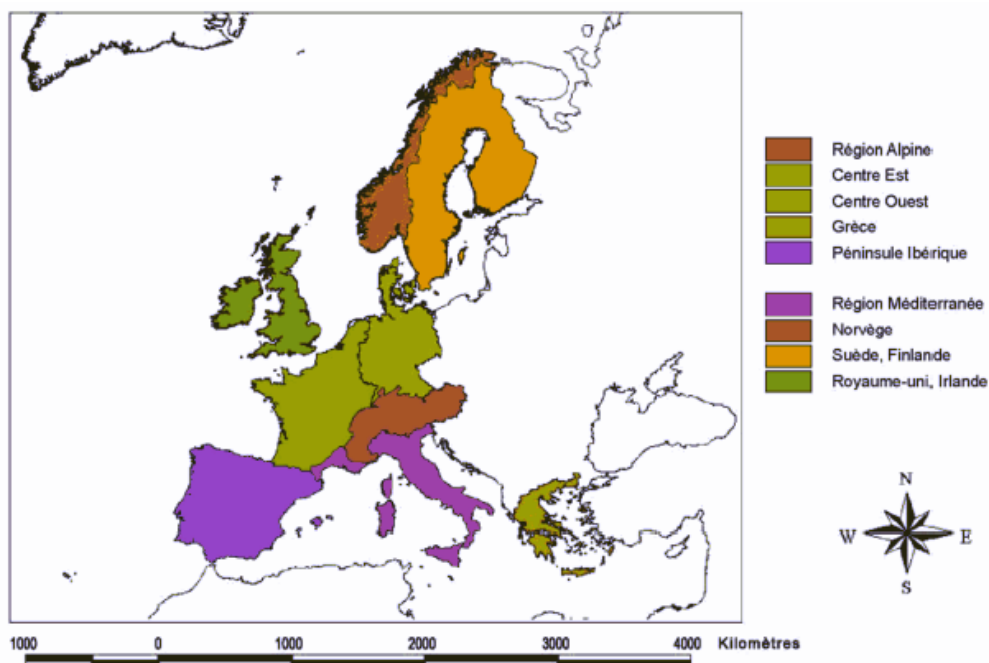 Région Alpine
Centre Est
Centre Ouest
Grèce
Péninsule Ibérique
Région Méditerranée
Norvège
Suède, Finlande
Royaume-uni, Irlande
N
W E
S
1000 0 1000 2000 3000 4000 Kilomètres